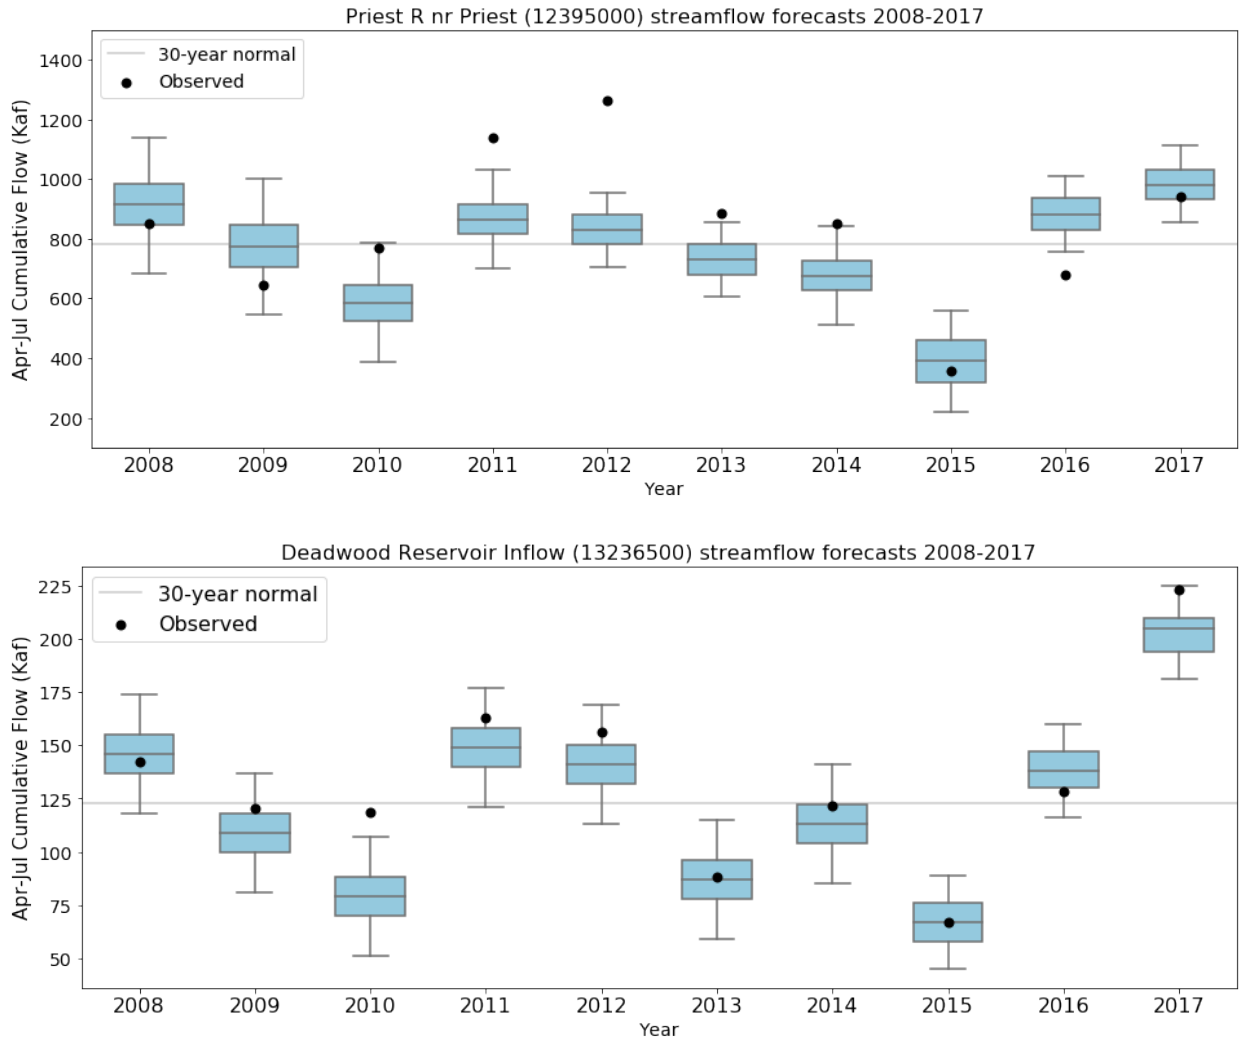 Priest R nr Priest (12395000) streamflow forecasts 2008-2017
30-year normal
Observed
Apr-Jul Cumulative Flow (Kaf)
1400
1200
1000
800
600
400
200
2008 2009 2010 2011 2012 2013 2014 2015 2016 2017
Year
Deadwood Reservoir Inflow (13236500) streamflow forecasts 2008-2017
30-year normal
Observed
Apr-Jul Cumulative Flow (Kaf)
225
200
175
150
125
100
75
50
2008 2009 2010 2011 2012 2013 2014 2015 2016 2017
Year